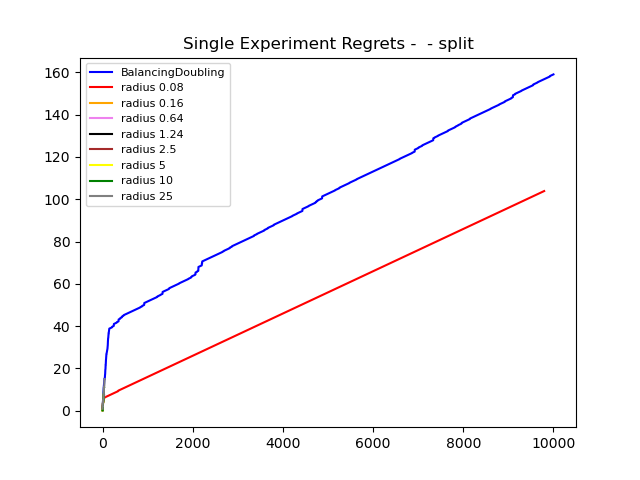 Single Experiment Regrets -  - split
BalancingDoubling
radius 0.08
radius 0.16
radius 0.64
radius 1.24
radius 2.5
radius 5
radius 10
radius 25
160
140
120
100
80
60
40
20
0
0 2000 4000 6000 8000 10000